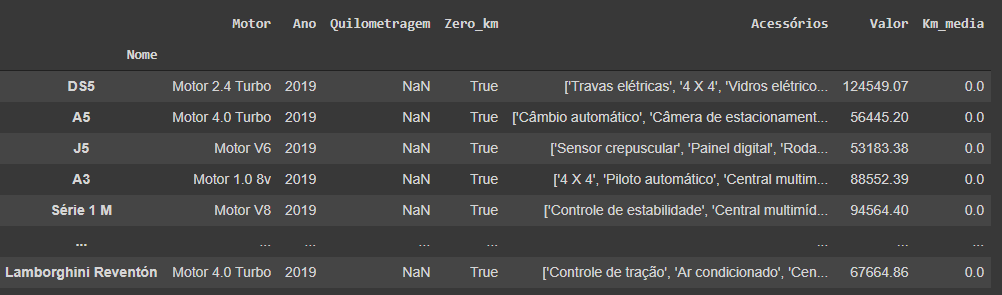 Motor Ano Quilometragem Zero_km Acessórios Valor Km_media
Nome
DS5 Motor 2.4 Turbo 2019 NaN True ['Travas elétricas', '4 X 4', 'Vidros elétrico... 124549.07 0.0
A5 Motor 4.0 Turbo 2019 NaN True ['Câmbio automático', 'Câmera de estacionament... 56445.20 0.0
J5 Motor V6 2019 NaN True ['Sensor crepuscular', 'Painel digital', 'Roda... 53183.38 0.0
A3 Motor 1.0 8v 2019 NaN True ['4 X 4', 'Piloto automático', 'Central multim... 88552.39 0.0
Série 1 M Motor V8 2019 NaN True ['Controle de estabilidade', 'Central multimíd... 94564.40 0.0
... ... ... ... ... ... ... ...
Lamborghini Reventón Motor 4.0 Turbo 2019 NaN True ['Controle de tração', 'Ar condicionado', 'Cen... 67664.86 0.0